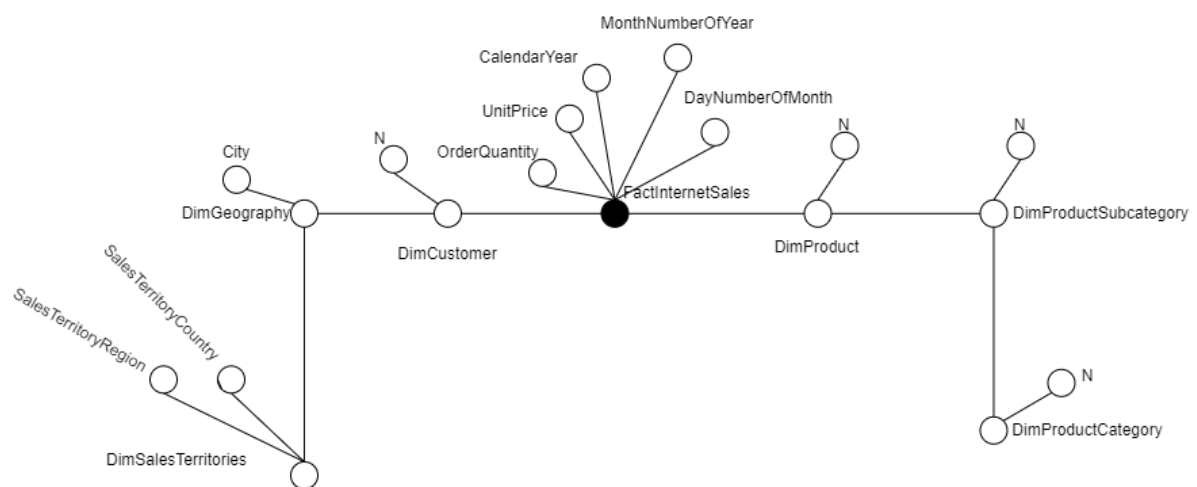 MonthNumberOfYear
CalendarYear
UnitPrice
DayNumberOfMonth
N
N
N
City
OrderQuantity
FactInternetSales
DimGeography
DimProductSubcategory
DimCustomer
DimProduct
SalesTerritoryCountry
SalesTerritoryRegion
N
DimProductCategory
DimSalesTerritories